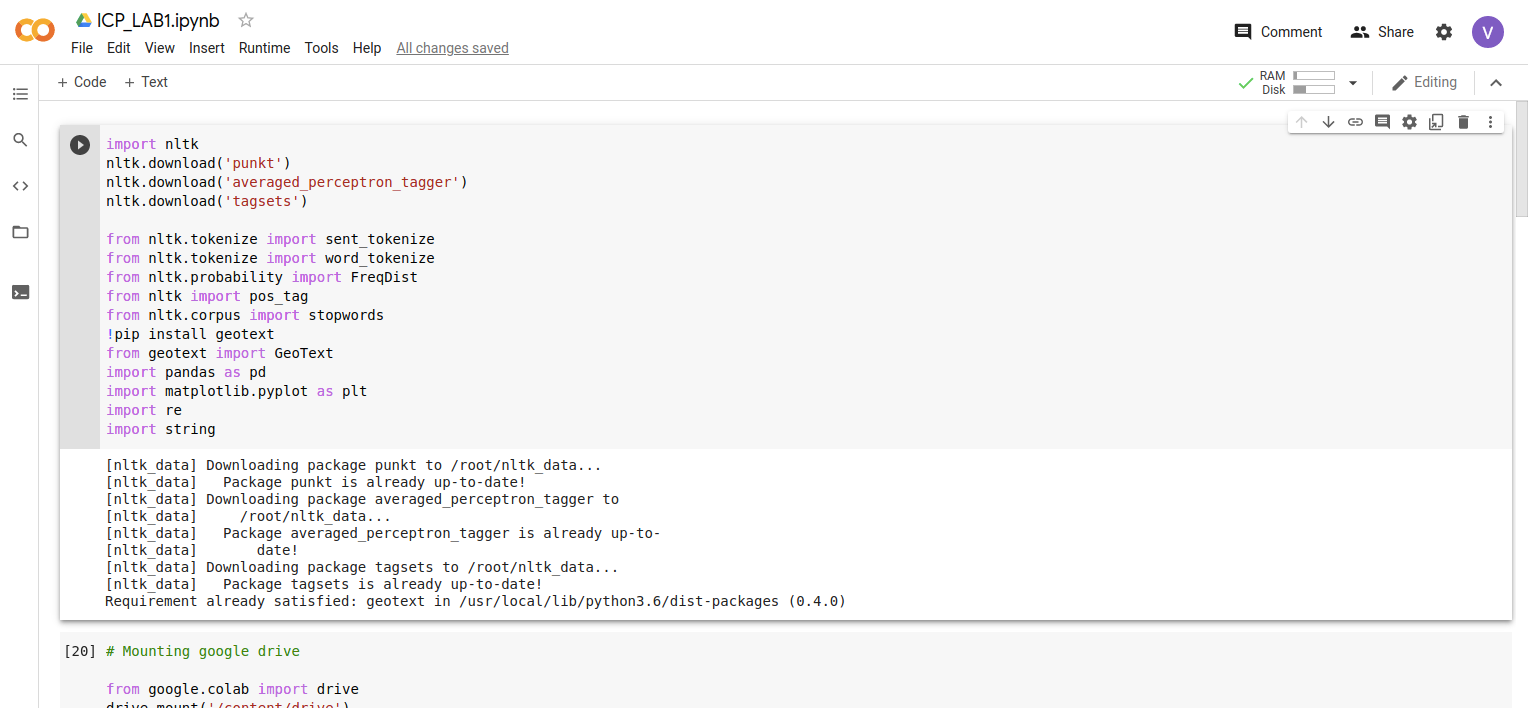 ICP_LAB1.ipynb
File Edit View Insert Runtime Tools Help All changes saved
Comment Share V
+ Code + Text
RAM
Disk
Editing
import nltk
nltk.download('punkt')
nltk.download('averaged_perceptron_tagger')
nltk.download('tagsets')
from nltk.tokenize import sent_tokenize
from nltk.tokenize import word_tokenize
from nltk.probability import FreqDist
from nltk import pos_tag
from nltk.corpus import stopwords
!pip install geotext
from geotext import GeoText
import pandas as pd
import matplotlib.pyplot as plt
import re
import string
[nltk_data] Downloading package punkt to /root/nltk_data...
[nltk_data]   Package punkt is already up-to-date!
[nltk_data] Downloading package averaged_perceptron_tagger to
[nltk_data]     /root/nltk_data...
[nltk_data]   Package averaged_perceptron_tagger is already up-to-
[nltk_data]       date!
[nltk_data] Downloading package tagsets to /root/nltk_data...
[nltk_data]   Package tagsets is already up-to-date!
Requirement already satisfied: geotext in /usr/local/lib/python3.6/dist-packages (0.4.0)
[20] # Mounting google drive
from google.colab import drive
drive.mount('/content/drive')